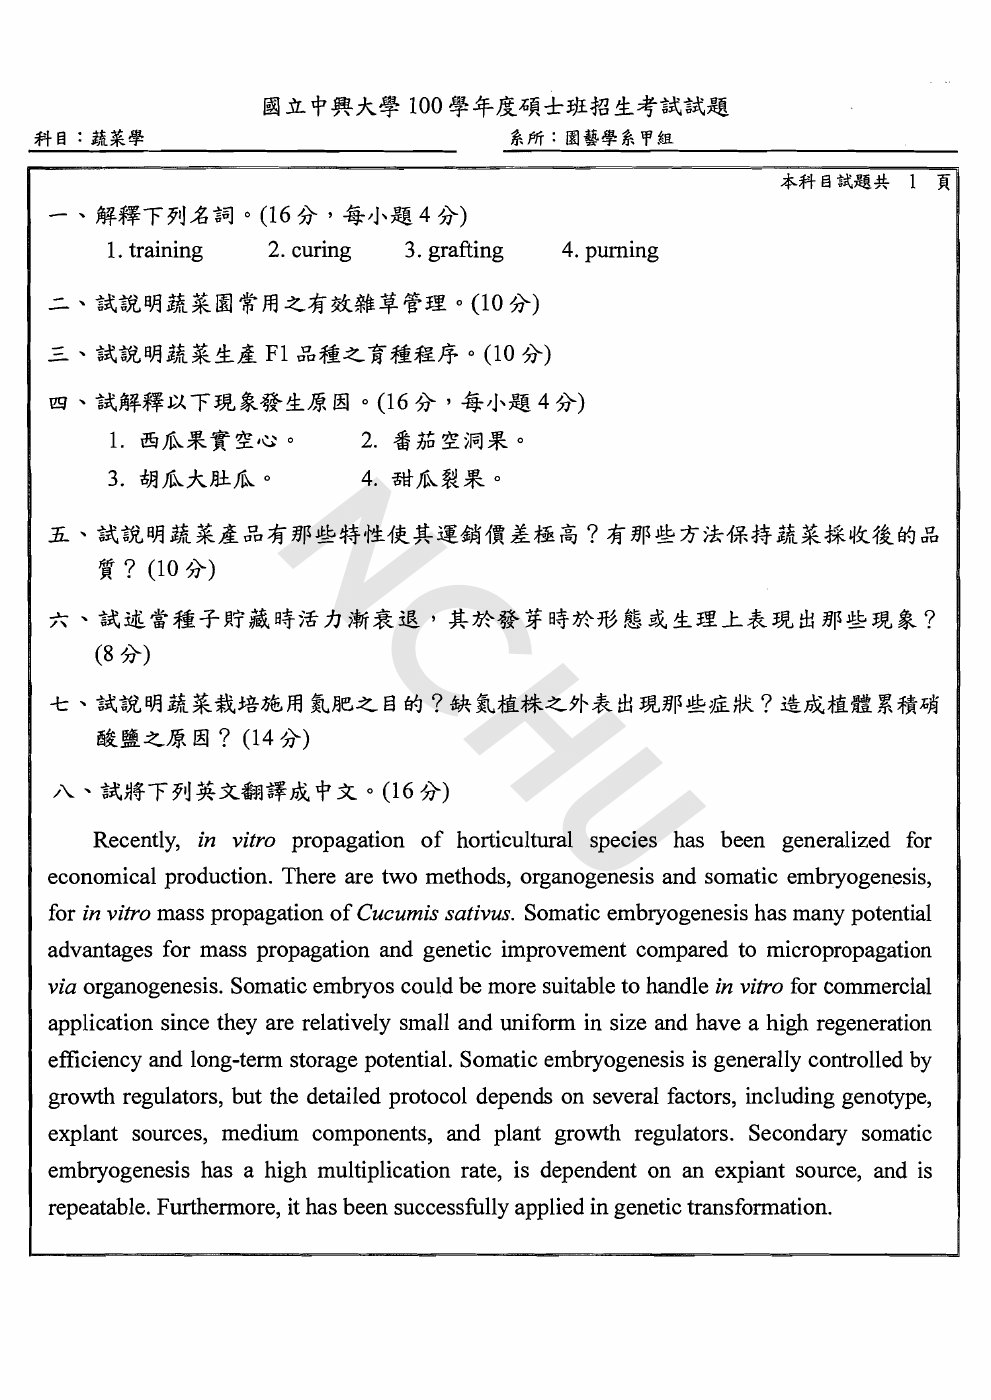 國立中興大學 100 學年度碩士班招生考試試題
科目：蔬菜學 系所：園藝學系甲組
本科目試題共 1 頁
一、解釋下列名詞。(16 分，每小題 4 分)
1. training 2. curing 3. grafting 4. purning
二、試說明蔬菜園常用之有效雜草管理。(10 分)
三、試說明蔬菜生產 F1 品種之育種程序。(10 分)
四、試解釋以下現象發生原因。(16 分，每小題 4 分)
1. 西瓜果實空心。 2. 番茄空洞果。
3. 胡瓜大肚瓜。 4. 甜瓜裂果。
五、試說明蔬菜產品有那些特性使其運銷價差極高？有那些方法保持蔬菜採收後的品
質？ (10 分)
六、試述當種子貯藏時活力漸衰退，其於發芽時於形態或生理上表現出那些現象？
(8 分)
七、試說明蔬菜栽培施用氮肥之目的？缺氮植株之外表出現那些症狀？造成植體累積硝
酸鹽之原因？ (14 分)
八、試將下列英文翻譯成中文。(16 分)
Recently, in vitro propagation of horticultural species has been generalized for
economical production. There are two methods, organogenesis and somatic embryogenesis,
for in vitro mass propagation of Cucumis sativus. Somatic embryogenesis has many potential
advantages for mass propagation and genetic improvement compared to micropropagation
via organogenesis. Somatic embryos could be more suitable to handle in vitro for commercial
application since they are relatively small and uniform in size and have a high regeneration
efficiency and long-term storage potential. Somatic embryogenesis is generally controlled by
growth regulators, but the detailed protocol depends on several factors, including genotype,
explant sources, medium components, and plant growth regulators. Secondary somatic
embryogenesis has a high multiplication rate, is dependent on an expiant source, and is
repeatable. Furthermore, it has been successfully applied in genetic transformation.
NCHU